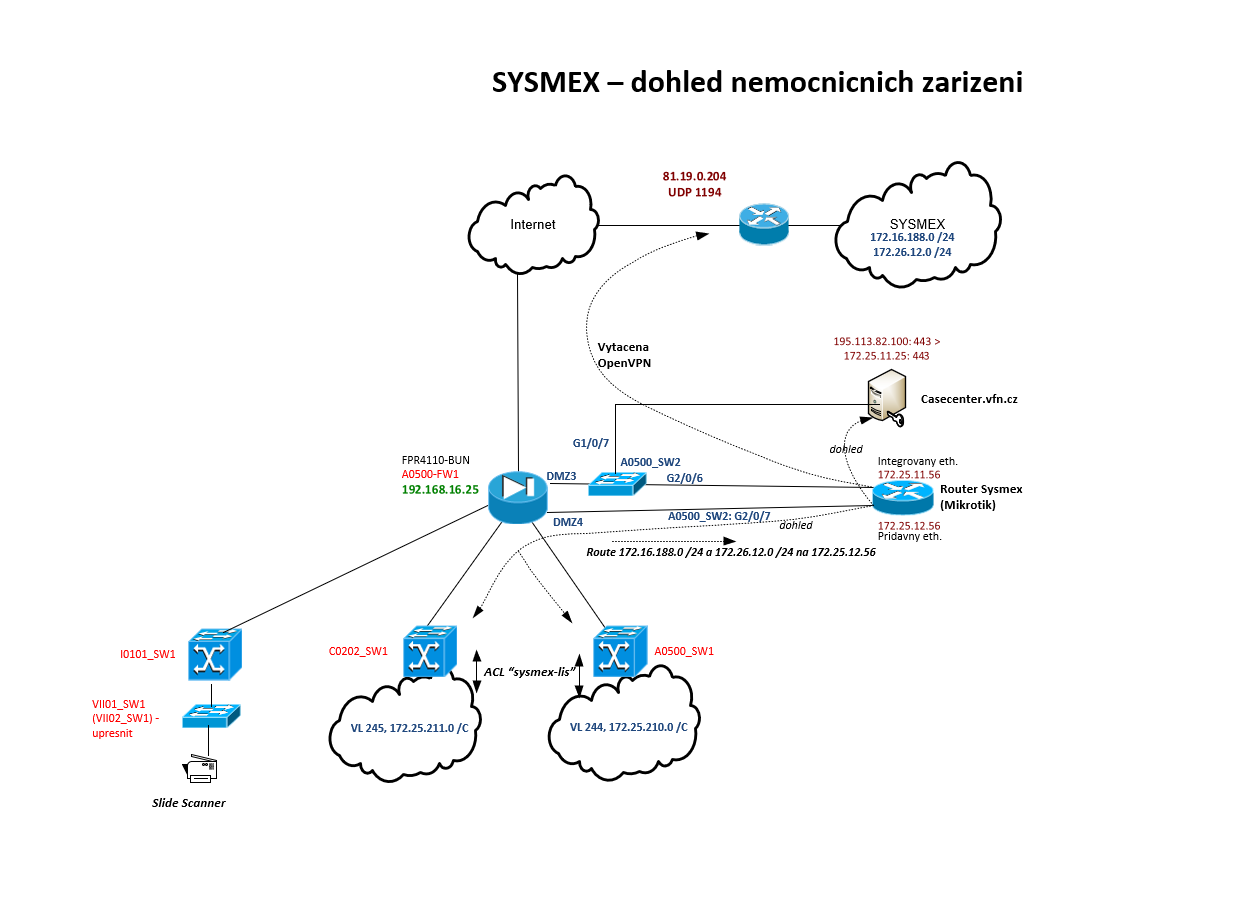 SYSMEX – dohled nemocnicnich zarizeni
81.19.0.204
UDP 1194
Internet
SYSMEX
172.16.188.0 /24
172.26.12.0 /24
Vytacena
OpenVPN
195.113.82.100: 443 >
172.25.11.25: 443
Casecenter.vfn.cz
G1/0/7
dohled
FPR4110-BUN
A0500-FW1
192.168.16.25
DMZ3
A0500_SW2
G2/0/6
Integrovany eth.
172.25.11.56
Router Sysmex
(Mikrotik)
DMZ4
A0500_SW2: G2/0/7
dohled
172.25.12.56
Pridavny eth.
Route 172.16.188.0 /24 a 172.26.12.0 /24 na 172.25.12.56
I0101_SW1
C0202_SW1
A0500_SW1
ACL “sysmex-lis”
VII01_SW1
(VII02_SW1) -
upresnit
VL 245, 172.25.211.0 /C
VL 244, 172.25.210.0 /C
Slide Scanner